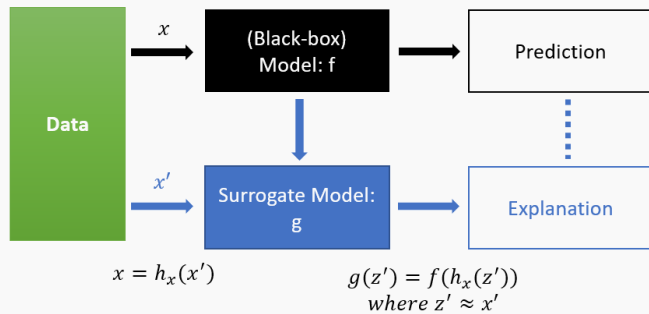 x
(Black-box)
Model: f
Prediction
Data
x′
Surrogate Model:
g
Explanation
x = hₓ(x′)
g(z′) = f(hₓ(z′))
where z′ ≈ x′